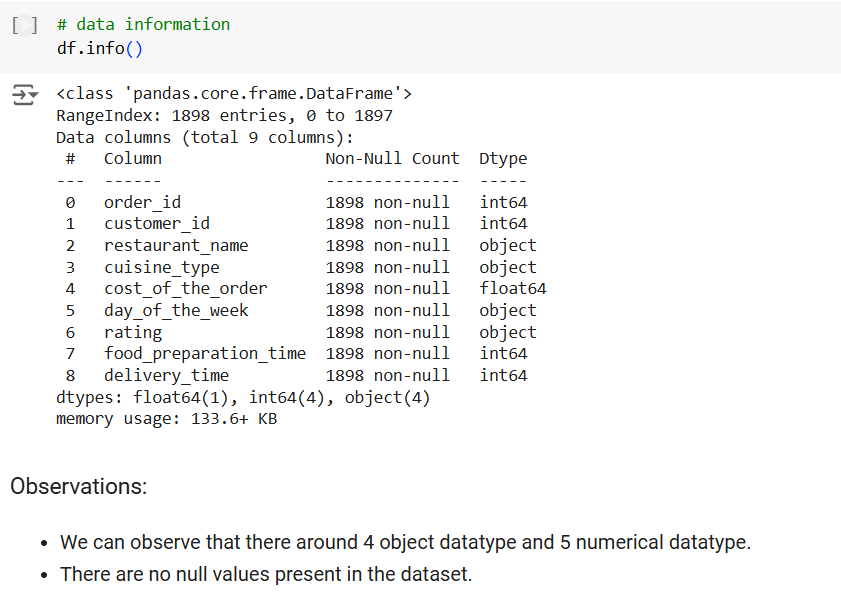 [ ] # data information
df.info()
<class 'pandas.core.frame.DataFrame'>
RangeIndex: 1898 entries, 0 to 1897
Data columns (total 9 columns):
 #   Column                 Non-Null Count  Dtype
---  ------                 --------------  -----
 0   order_id               1898 non-null   int64
 1   customer_id            1898 non-null   int64
 2   restaurant_name        1898 non-null   object
 3   cuisine_type           1898 non-null   object
 4   cost_of_the_order      1898 non-null   float64
 5   day_of_the_week        1898 non-null   object
 6   rating                 1898 non-null   object
 7   food_preparation_time  1898 non-null   int64
 8   delivery_time          1898 non-null   int64
dtypes: float64(1), int64(4), object(4)
memory usage: 133.6+ KB
Observations:
• We can observe that there around 4 object datatype and 5 numerical datatype.
• There are no null values present in the dataset.